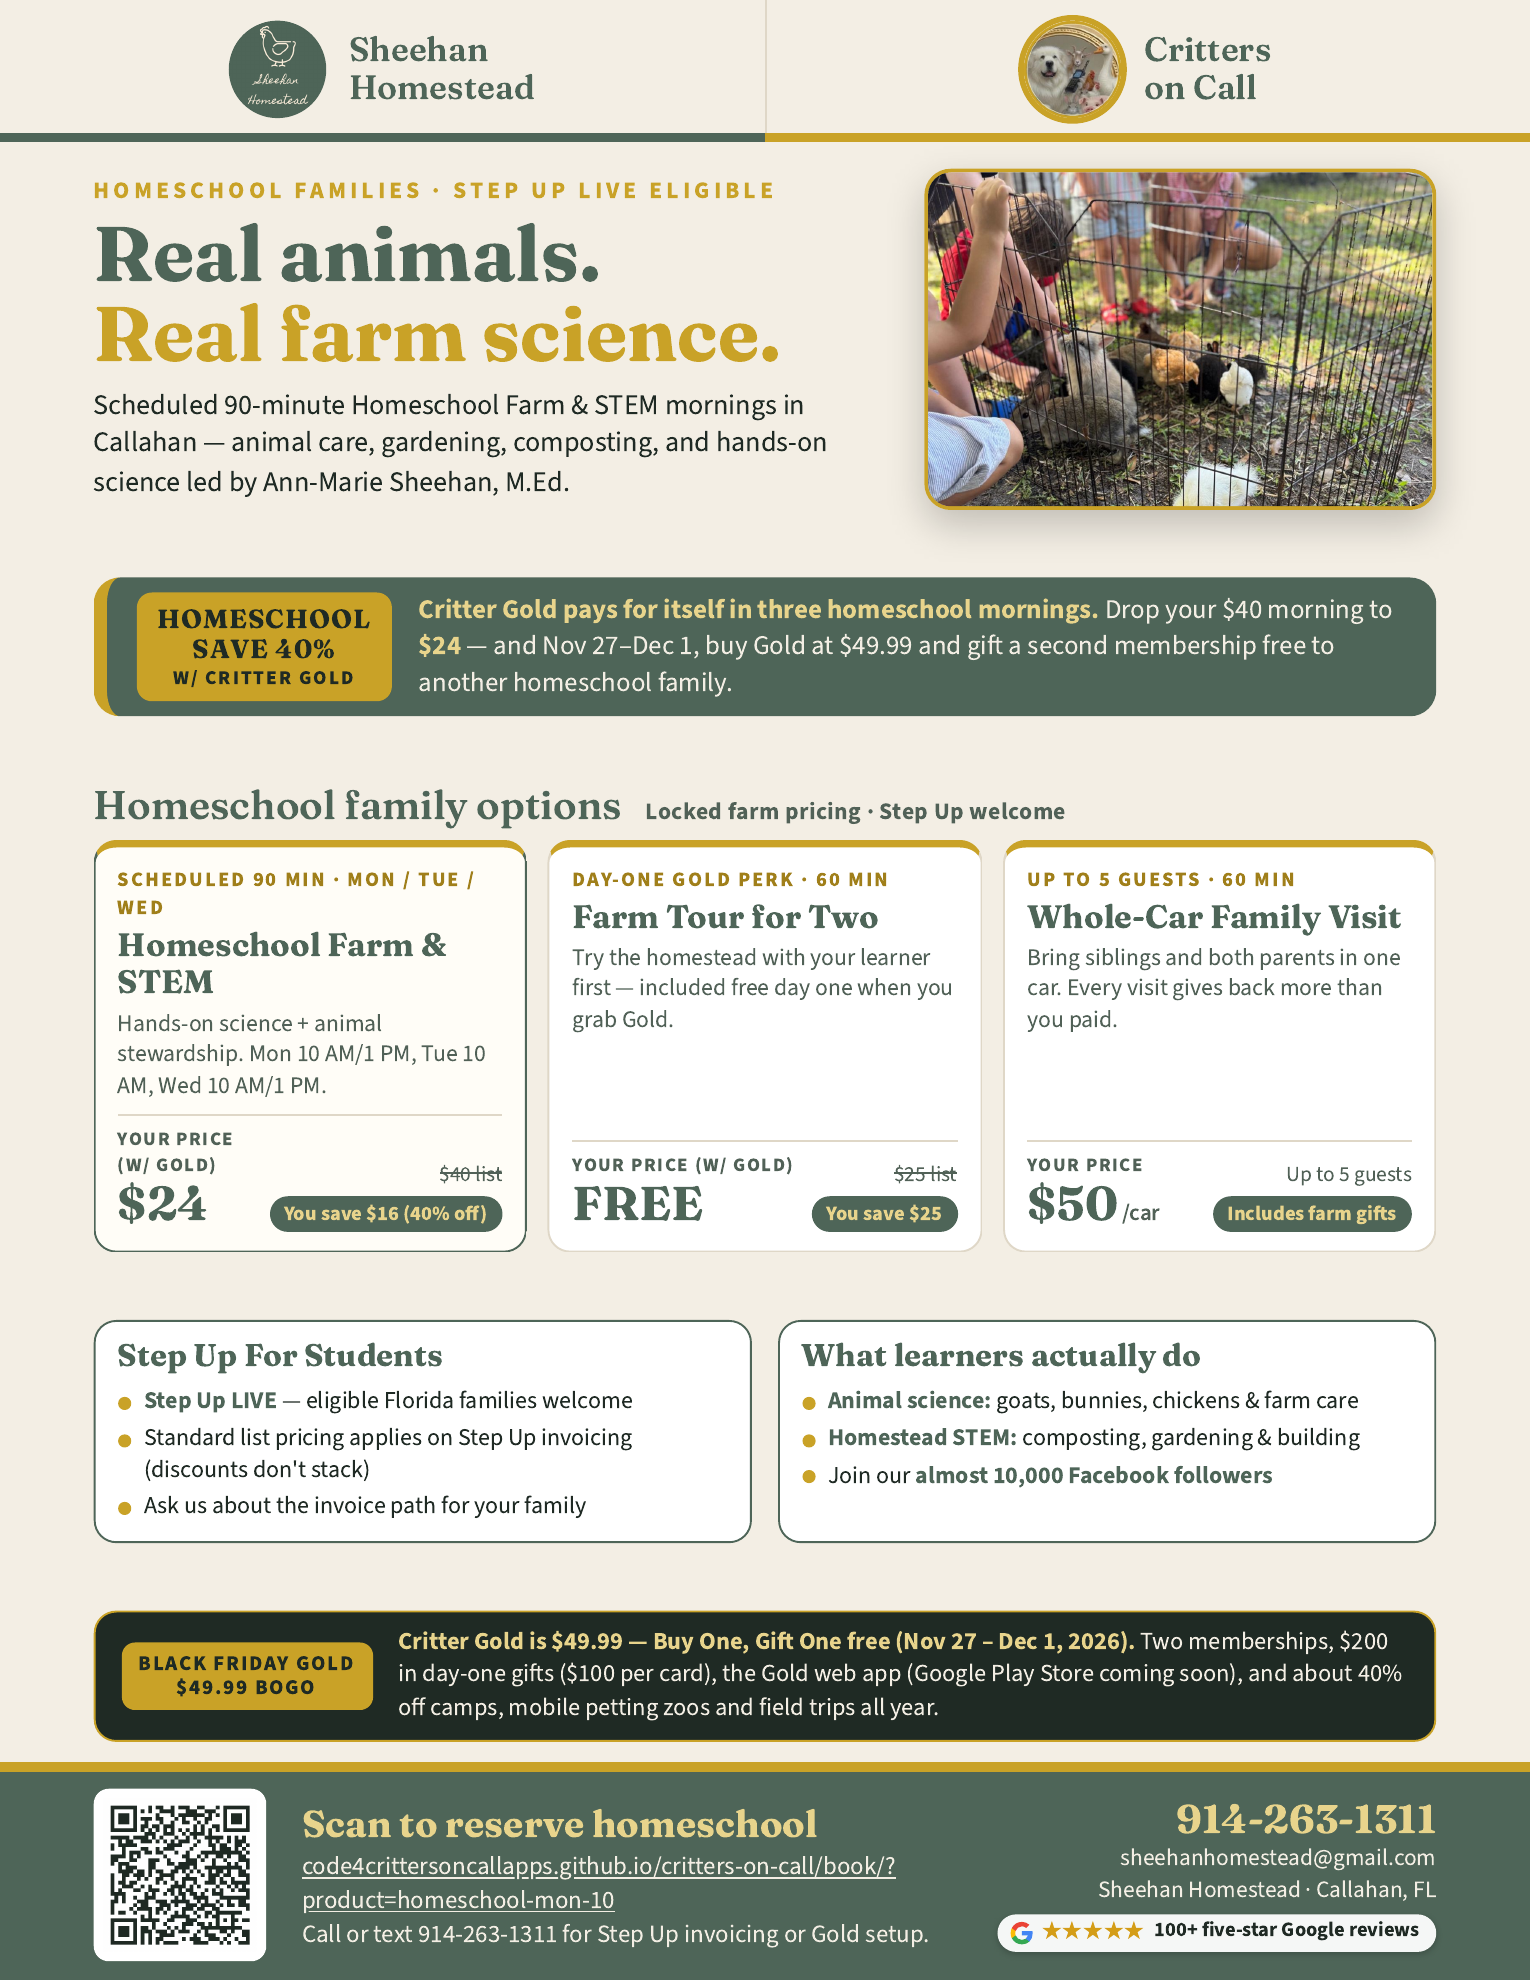 Sheehan
Homestead
Sheehan
Homestead
Critters
on Call
HOMESCHOOL FAMILIES · STEP UP LIVE ELIGIBLE
Real animals.
Real farm science.
Scheduled 90-minute Homeschool Farm & STEM mornings in
Callahan — animal care, gardening, composting, and hands-on
science led by Ann-Marie Sheehan, M.Ed.
HOMESCHOOL
SAVE 40%
W/ CRITTER GOLD
Critter Gold pays for itself in three homeschool mornings. Drop your $40 morning to
$24 — and Nov 27–Dec 1, buy Gold at $49.99 and gift a second membership free to
another homeschool family.
Homeschool family options
Locked farm pricing · Step Up welcome
SCHEDULED 90 MIN · MON / TUE /
WED
Homeschool Farm &
STEM
Hands-on science + animal
stewardship. Mon 10 AM/1 PM, Tue 10
AM, Wed 10 AM/1 PM.
YOUR PRICE
(W/ GOLD)
$24
$40 list
You save $16 (40% off)
DAY-ONE GOLD PERK · 60 MIN
Farm Tour for Two
Try the homestead with your learner
first — included free day one when you
grab Gold.
YOUR PRICE (W/ GOLD)
FREE
$25 list
You save $25
UP TO 5 GUESTS · 60 MIN
Whole-Car Family Visit
Bring siblings and both parents in one
car. Every visit gives back more than
you paid.
YOUR PRICE
$50 /car
Up to 5 guests
Includes farm gifts
Step Up For Students
Step Up LIVE — eligible Florida families welcome
Standard list pricing applies on Step Up invoicing
(discounts don't stack)
Ask us about the invoice path for your family
What learners actually do
Animal science: goats, bunnies, chickens & farm care
Homestead STEM: composting, gardening & building
Join our almost 10,000 Facebook followers
BLACK FRIDAY GOLD
$49.99 BOGO
Critter Gold is $49.99 — Buy One, Gift One free (Nov 27 – Dec 1, 2026). Two memberships, $200
in day-one gifts ($100 per card), the Gold web app (Google Play Store coming soon), and about 40%
off camps, mobile petting zoos and field trips all year.
Scan to reserve homeschool
code4crittersoncallapps.github.io/critters-on-call/book/?
product=homeschool-mon-10
Call or text 914-263-1311 for Step Up invoicing or Gold setup.
914-263-1311
sheehanhomestead@gmail.com
Sheehan Homestead · Callahan, FL
G ★★★★★ 100+ five-star Google reviews